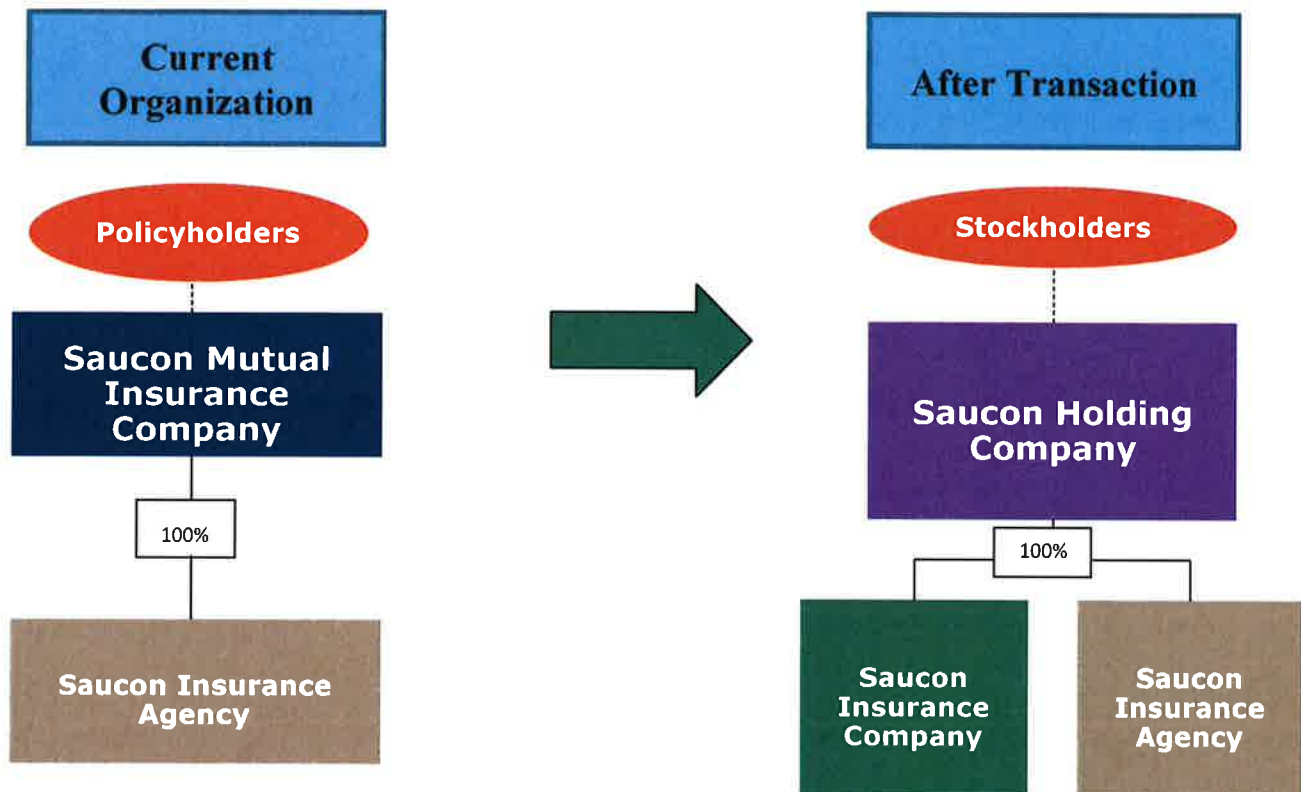 Current
Organization
Policyholders
Saucon Mutual
Insurance
Company
100%
Saucon Insurance
Agency
After Transaction
Stockholders
Saucon Holding
Company
100%
Saucon
Insurance
Company
Saucon
Insurance
Agency